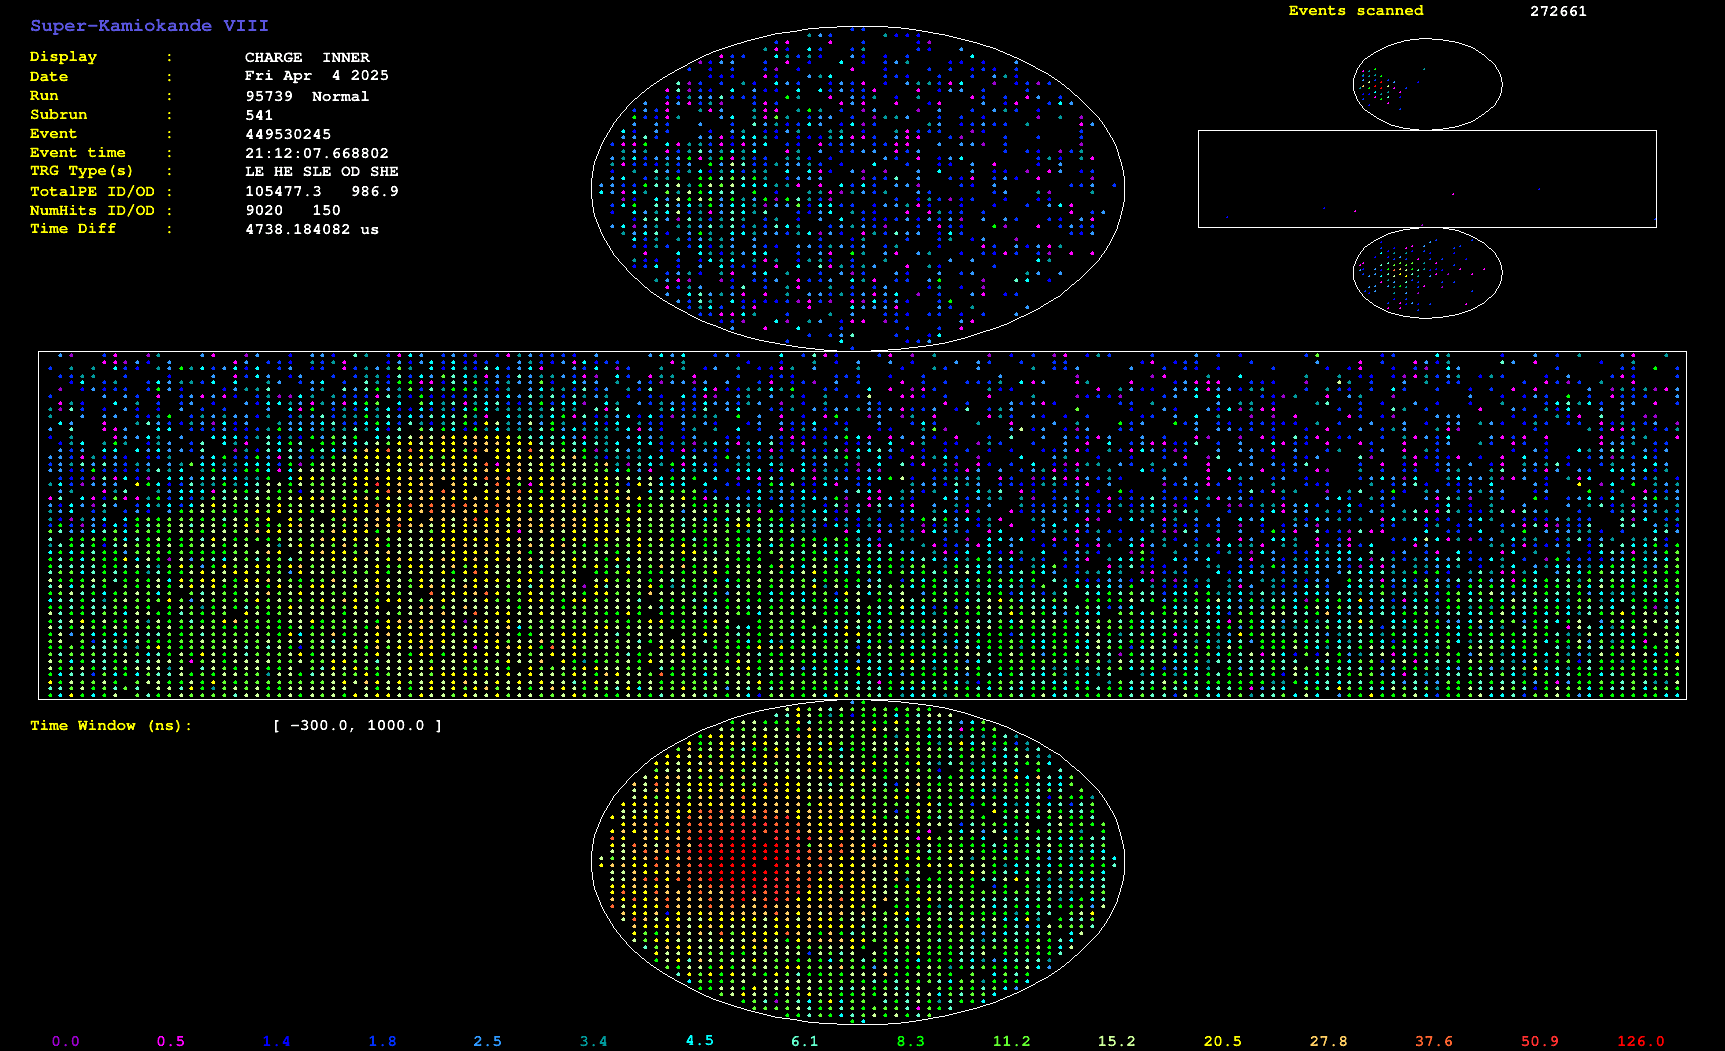 Super-Kamiokande VIII
Events scanned 272661
Display : CHARGE INNER
Date : Fri Apr 4 2025
Run : 95739 Normal
Subrun : 541
Event : 449530245
Event time : 21:12:07.668802
TRG Type(s) : LE HE SLE OD SHE
TotalPE ID/OD : 105477.3 986.9
NumHits ID/OD : 9020 150
Time Diff : 4738.184082 us
Time Window (ns): [ -300.0, 1000.0 ]
0.0 0.5 1.4 1.8 2.5 3.4 4.5 6.1 8.3 11.2 15.2 20.5 27.8 37.6 50.9 126.0